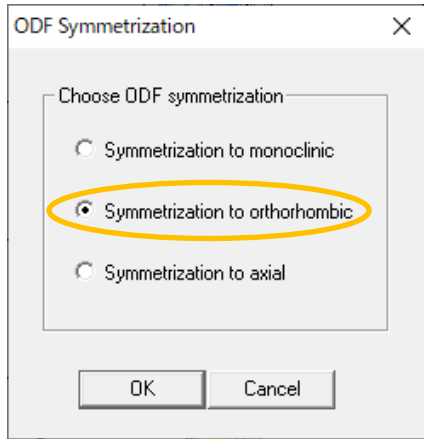 ODF Symmetrization
Choose ODF symmetrization
Symmetrization to monoclinic
Symmetrization to orthorhombic
Symmetrization to axial
OK Cancel